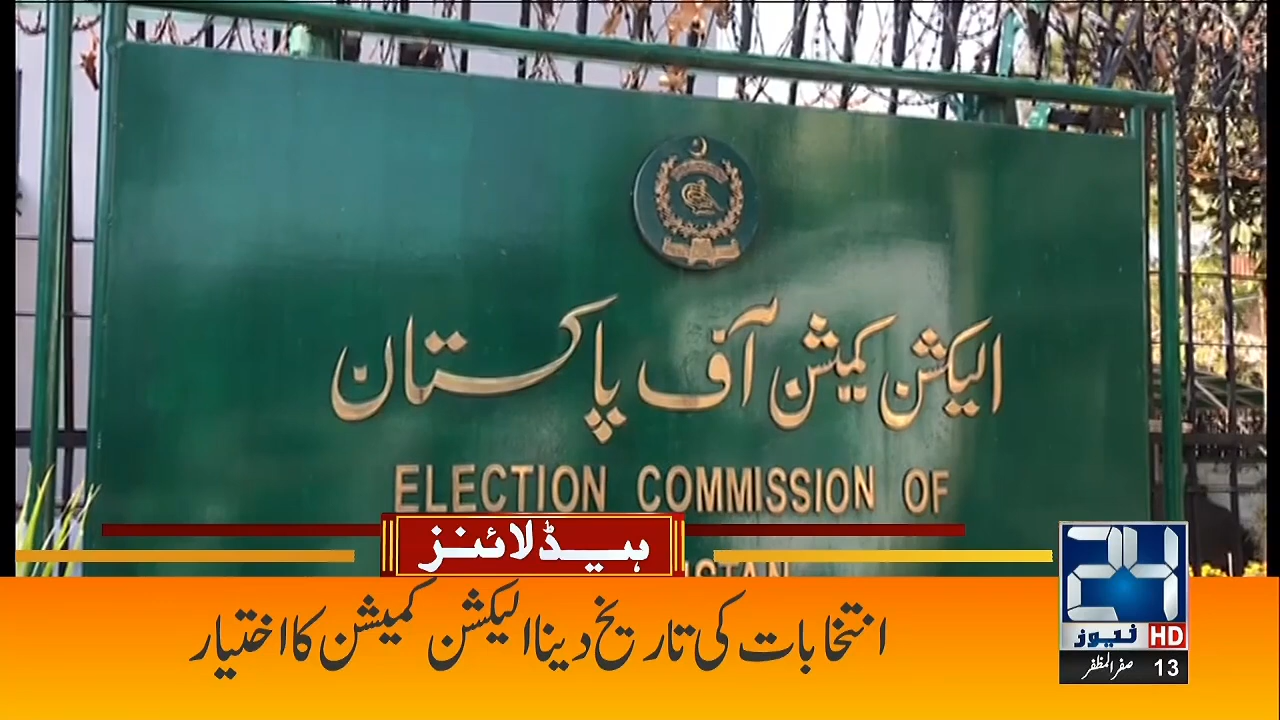 الیکشن کمیشن آف پاکستان
ELECTION COMMISSION OF
ہیڈلائنز
انتخابات کی تاریخ دینا الیکشن کمیشن کا اختیار
24
نیوز HD
13 صفر المظفر